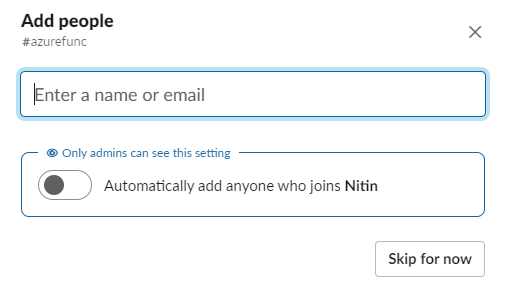 Add people
#azurefunc
Enter a name or email
Only admins can see this setting
Automatically add anyone who joins Nitin
Skip for now